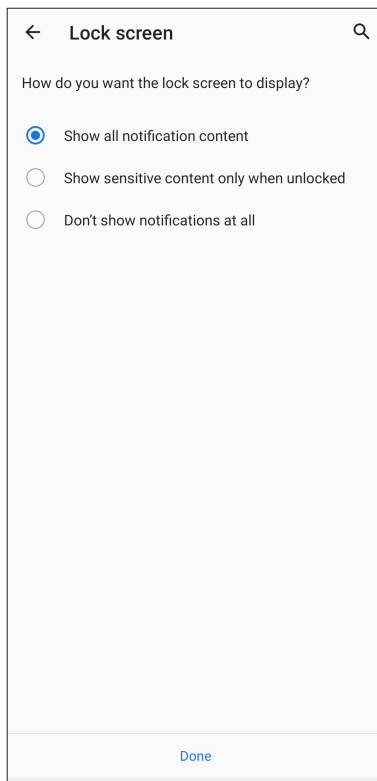 Lock screen
How do you want the lock screen to display?
Show all notification content
Show sensitive content only when unlocked
Don’t show notifications at all
Done